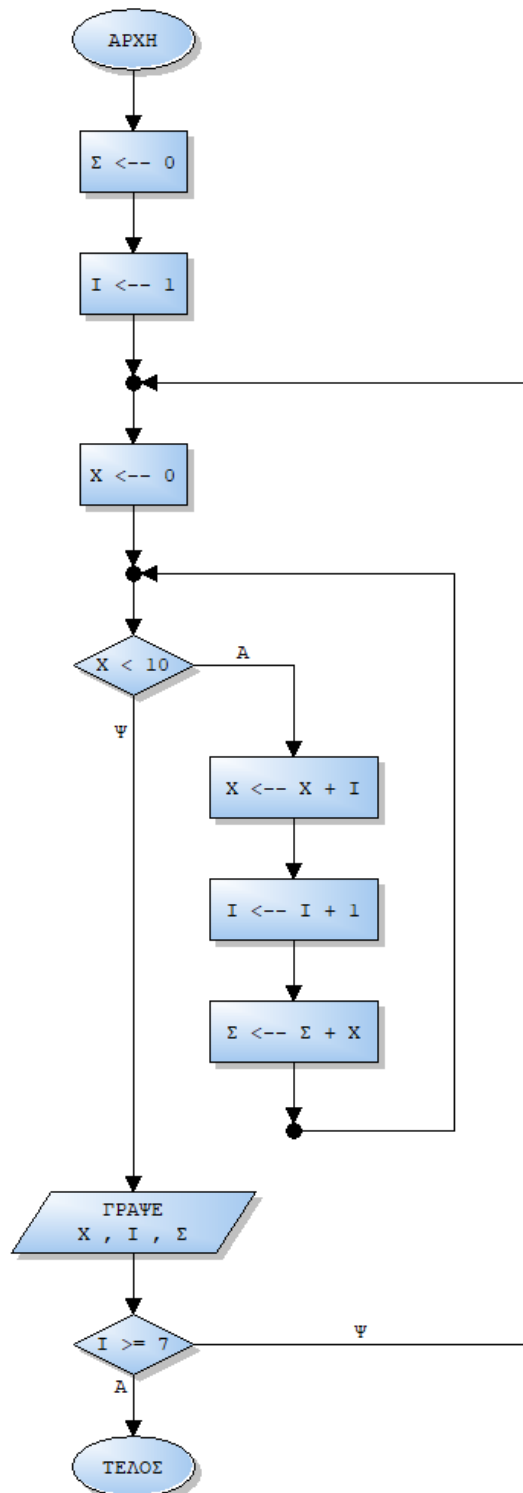 ΑΡΧΗ
Σ <-- 0
Ι <-- 1
Χ <-- 0
Χ < 10
Α
Ψ
Χ <-- Χ + Ι
Ι <-- Ι + 1
Σ <-- Σ + Χ
ΓΡΑΨΕ
Χ , Ι , Σ
Ι >= 7
Ψ
Α
ΤΕΛΟΣ